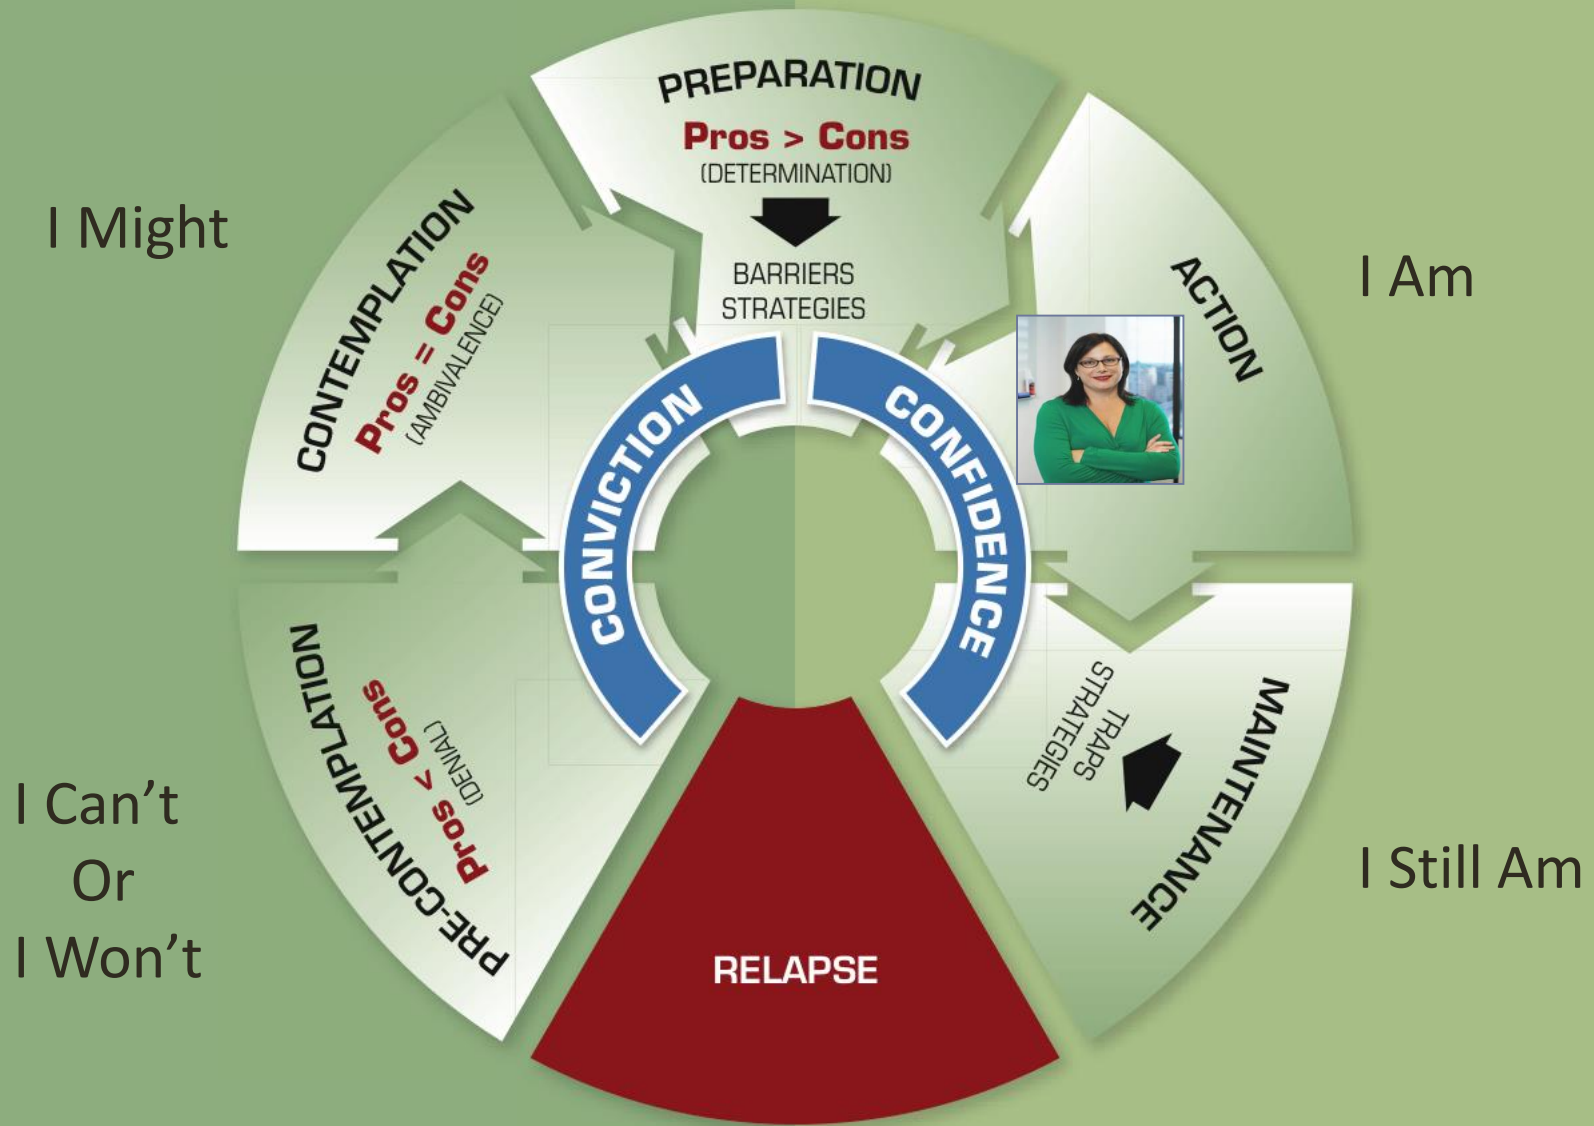 I Might
I Can’t
Or
I Won’t
PRE-CONTEMPLATION
Pros < Cons
(DENIAL)
CONTEMPLATION
Pros = Cons
(AMBIVALENCE)
PREPARATION
Pros > Cons
(DETERMINATION)
BARRIERS
STRATEGIES
CONVICTION
CONFIDENCE
ACTION
I Am
MAINTENANCE
TRAPS
STRATEGIES
I Still Am
RELAPSE